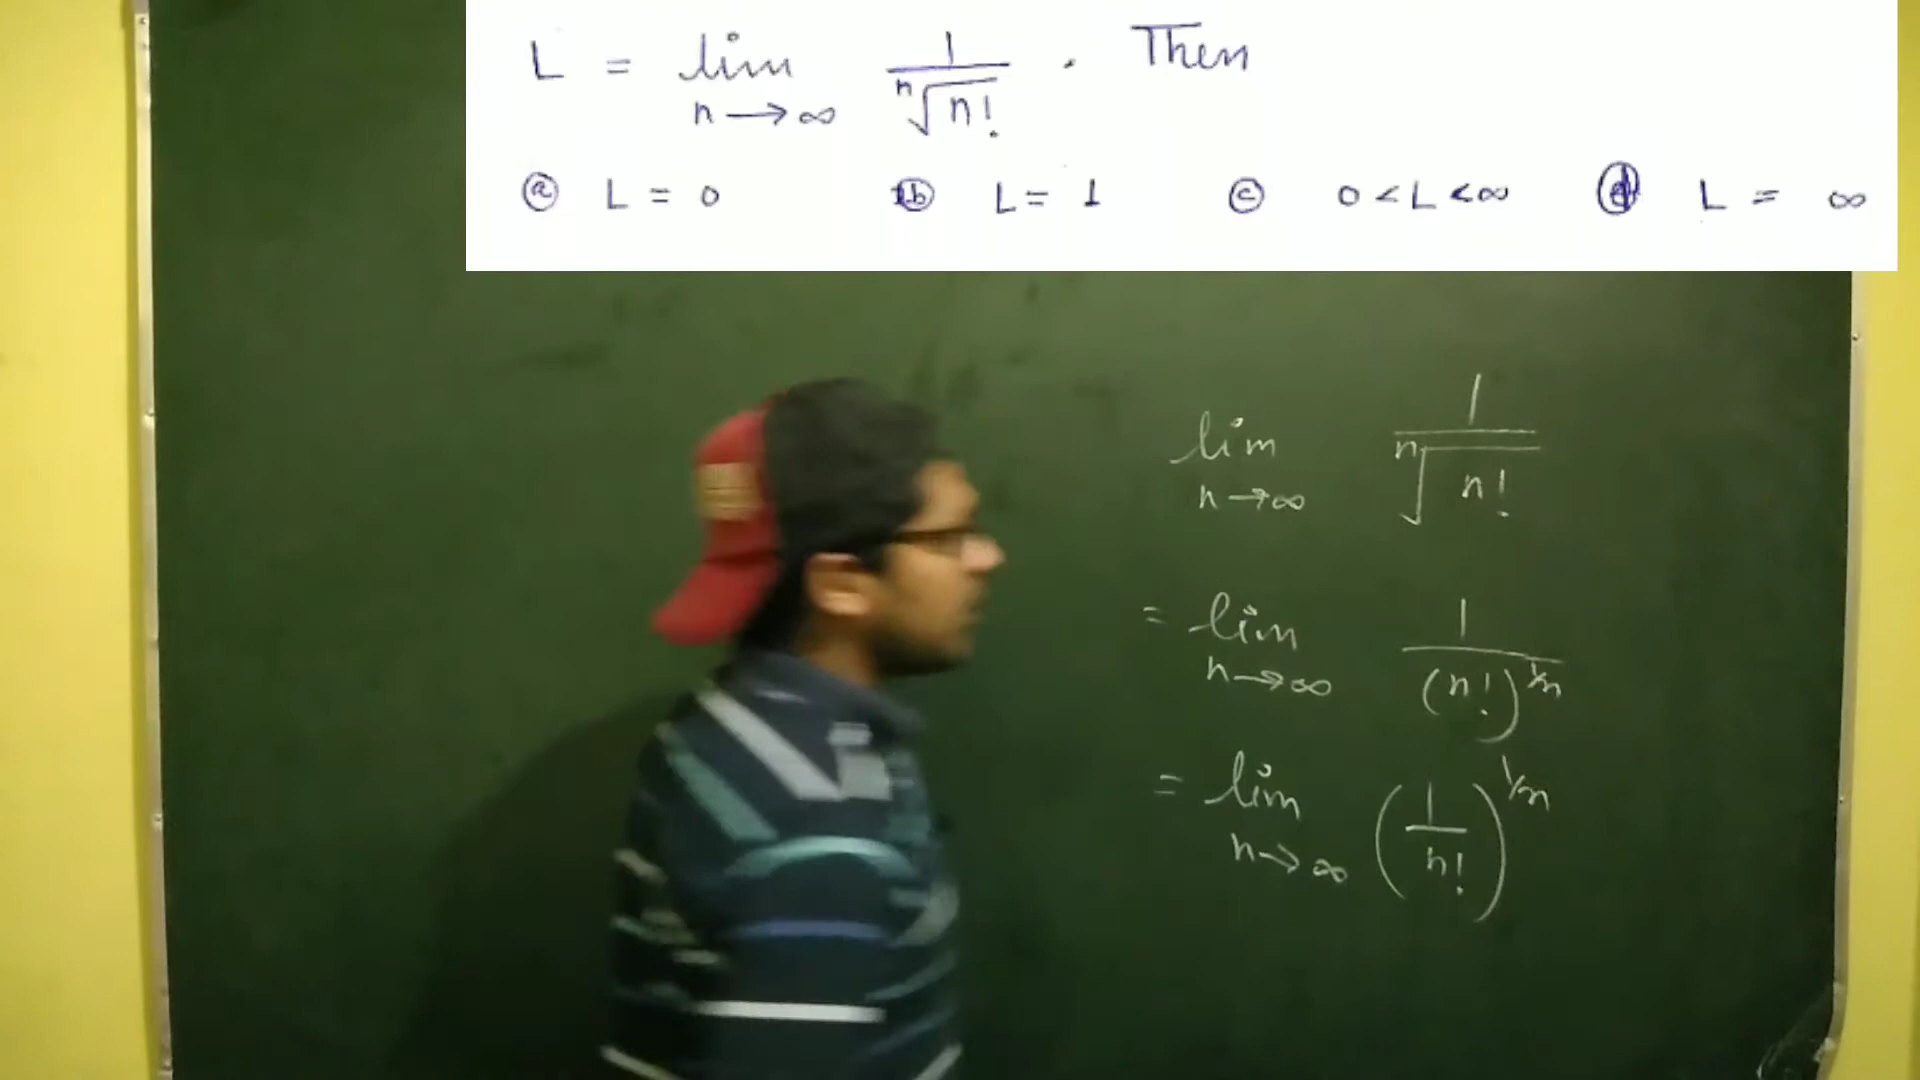 L = lim n→∞ 1/ⁿ√n! . Then
(a) L = 0 (b) L = 1 (c) 0 < L < ∞ (d) L = ∞
lim n→∞ 1/ⁿ√n!
= lim n→∞ 1/(n!)^1/n
= lim n→∞ (1/n!)^1/n